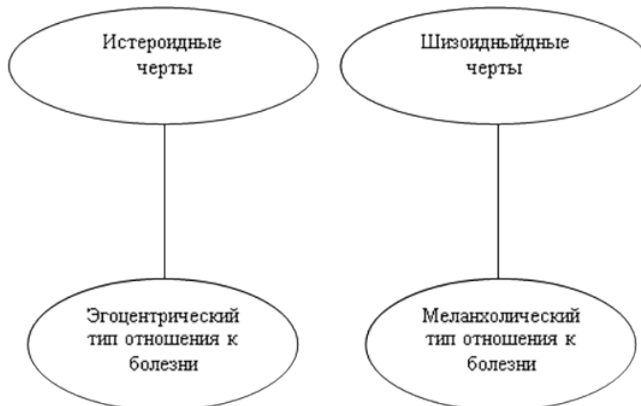 Истероидные
черты
Шизоидныйдные
черты
Эгоцентрический
тип отношения к
болезни
Меланхолический
тип отношения к
болезни